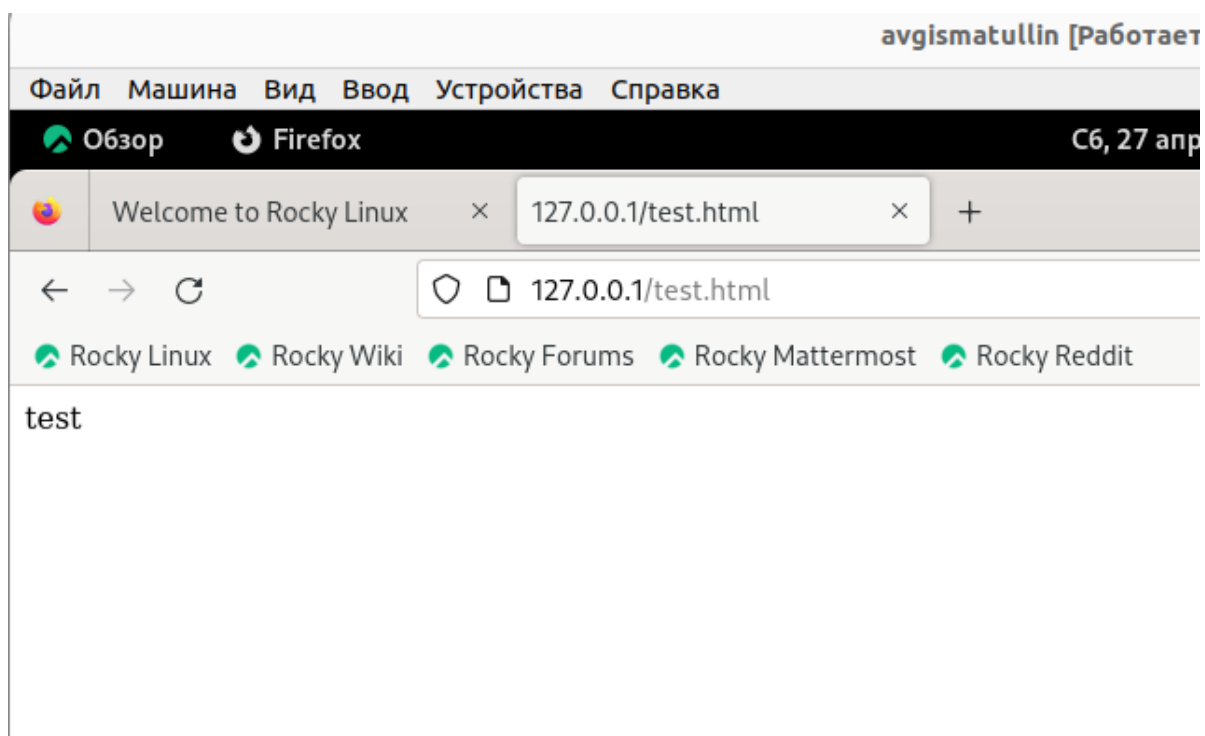 avgismatullin [Работает
Файл Машина Вид Ввод Устройства Справка
Обзор Firefox Сб, 27 апр
Welcome to Rocky Linux 127.0.0.1/test.html
127.0.0.1/test.html
Rocky Linux Rocky Wiki Rocky Forums Rocky Mattermost Rocky Reddit
test